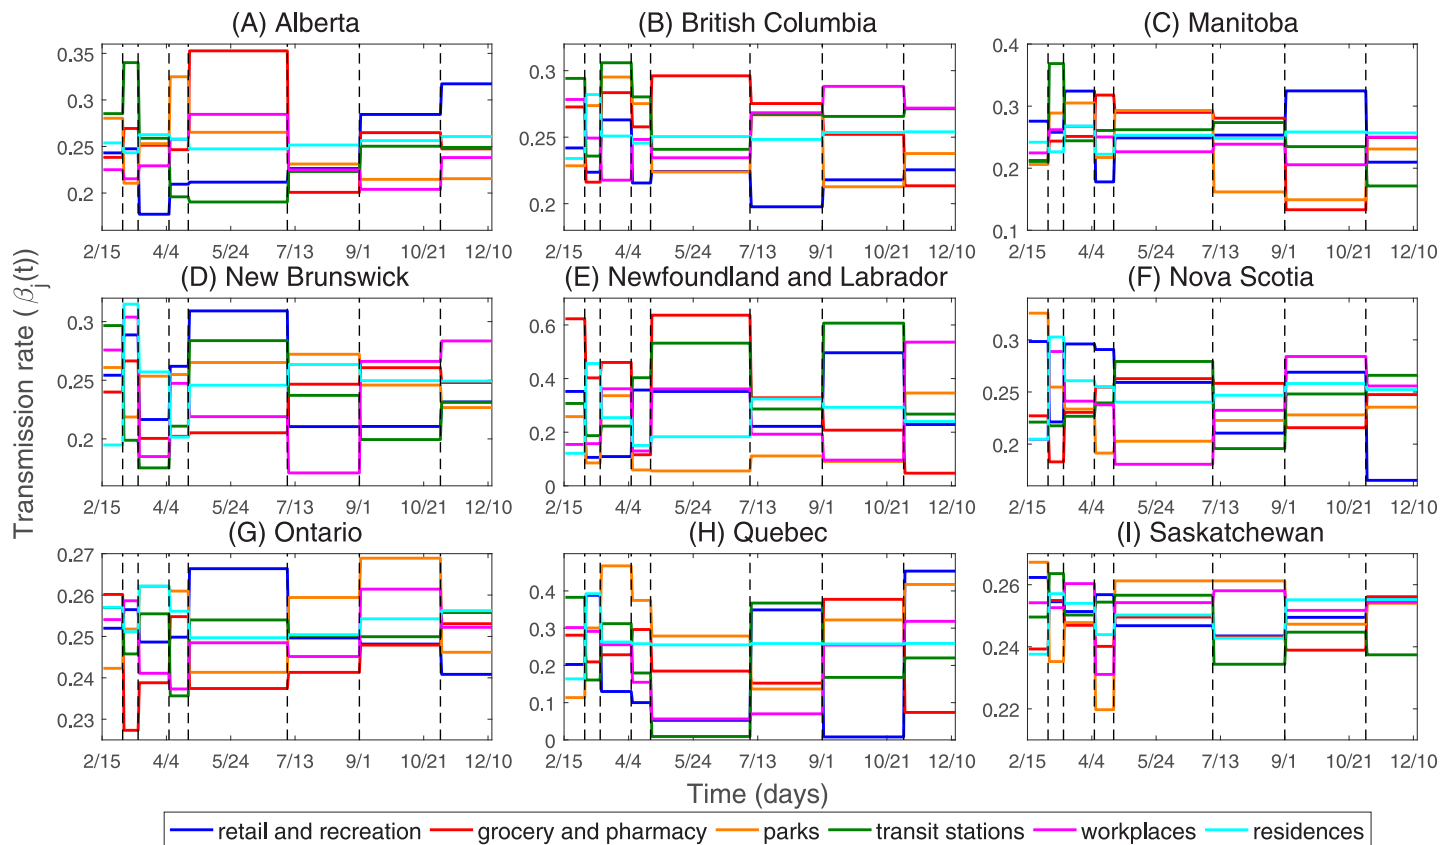 (A) Alberta
(B) British Columbia
(C) Manitoba
0.35
0.3
0.25
0.2
0.3
0.25
0.2
0.4
0.3
0.2
0.1
2/15 4/4 5/24 7/13 9/1 10/21 12/10
2/15 4/4 5/24 7/13 9/1 10/21 12/10
2/15 4/4 5/24 7/13 9/1 10/21 12/10
(D) New Brunswick
(E) Newfoundland and Labrador
(F) Nova Scotia
0.3
0.25
0.2
0.6
0.4
0.2
0
0.3
0.25
0.2
2/15 4/4 5/24 7/13 9/1 10/21 12/10
2/15 4/4 5/24 7/13 9/1 10/21 12/10
2/15 4/4 5/24 7/13 9/1 10/21 12/10
(G) Ontario
(H) Quebec
(I) Saskatchewan
0.27
0.26
0.25
0.24
0.23
0.4
0.3
0.2
0.1
0
0.26
0.24
0.22
2/15 4/4 5/24 7/13 9/1 10/21 12/10
2/15 4/4 5/24 7/13 9/1 10/21 12/10
2/15 4/4 5/24 7/13 9/1 10/21 12/10
Transmission rate (βj(t))
Time (days)
retail and recreation grocery and pharmacy parks transit stations workplaces residences